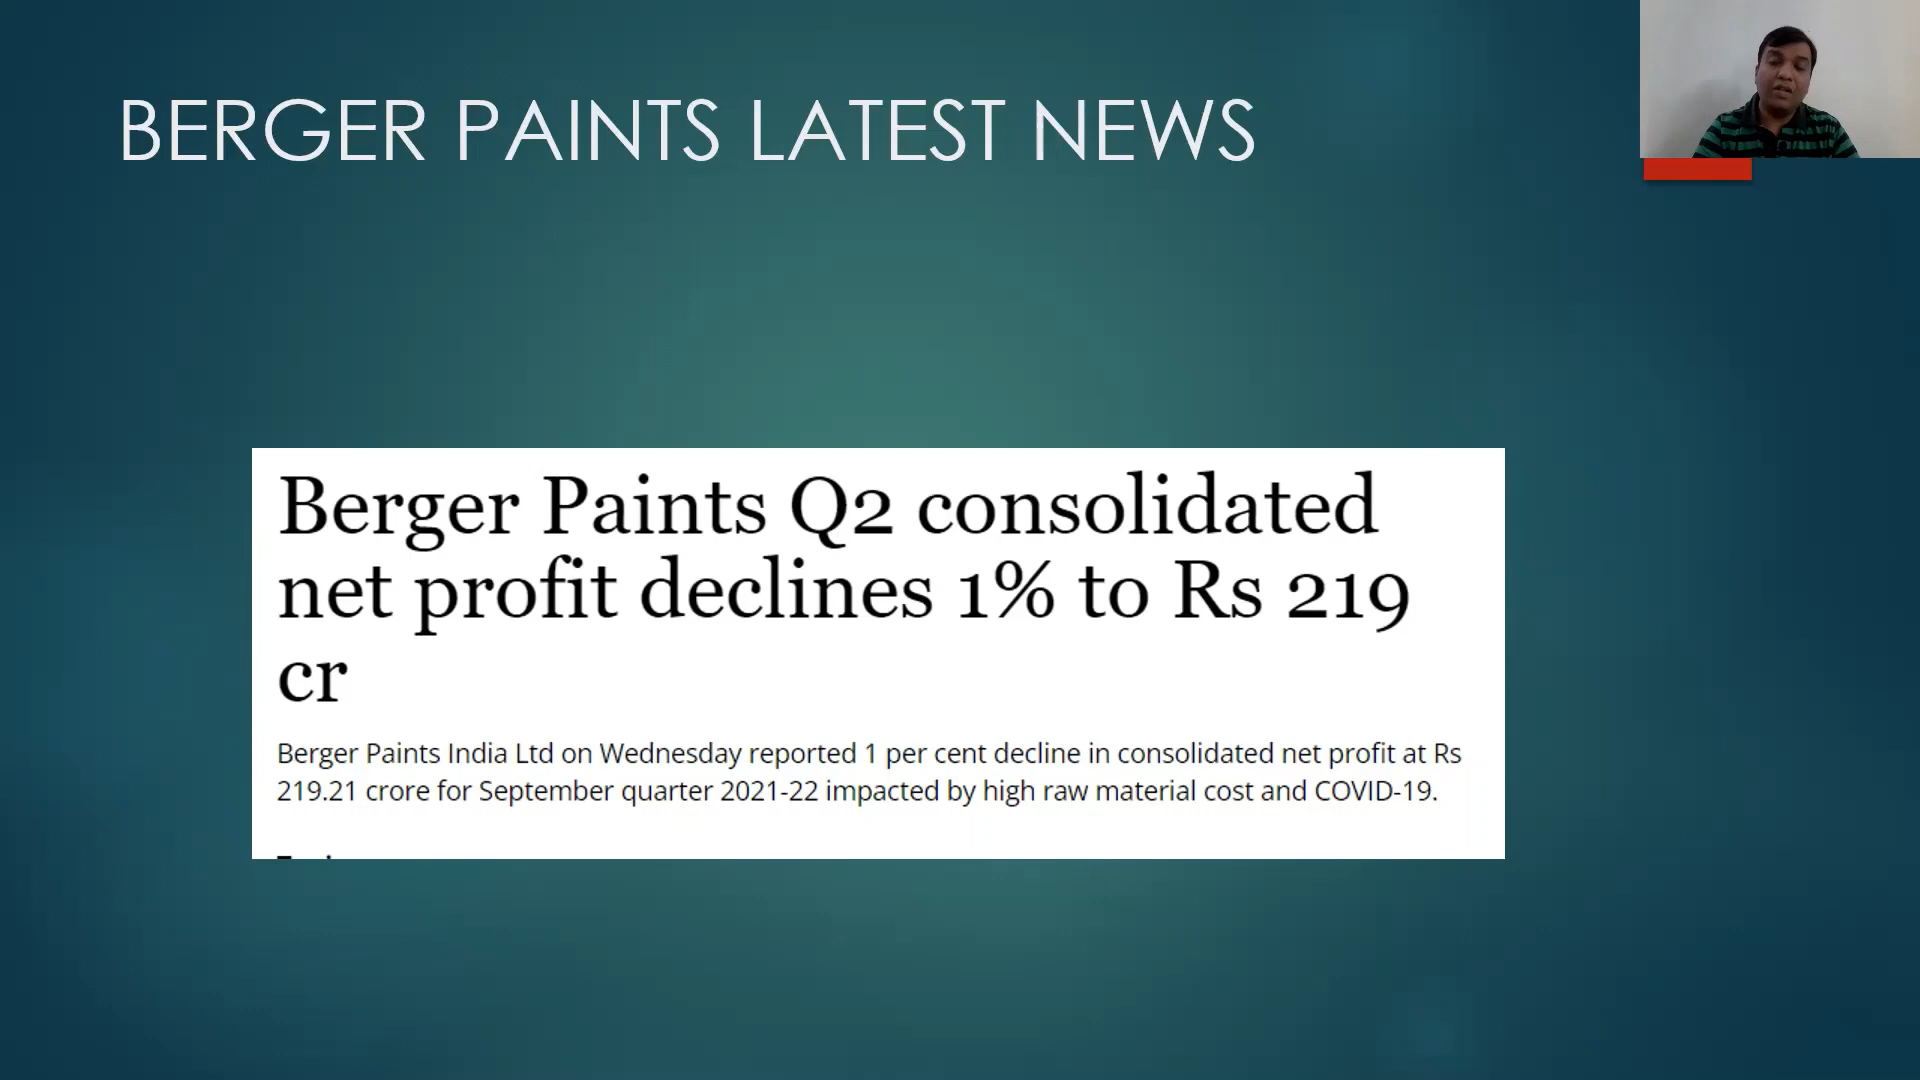 BERGER PAINTS LATEST NEWS
Berger Paints Q2 consolidated
net profit declines 1% to Rs 219
cr
Berger Paints India Ltd on Wednesday reported 1 per cent decline in consolidated net profit at Rs
219.21 crore for September quarter 2021-22 impacted by high raw material cost and COVID-19.